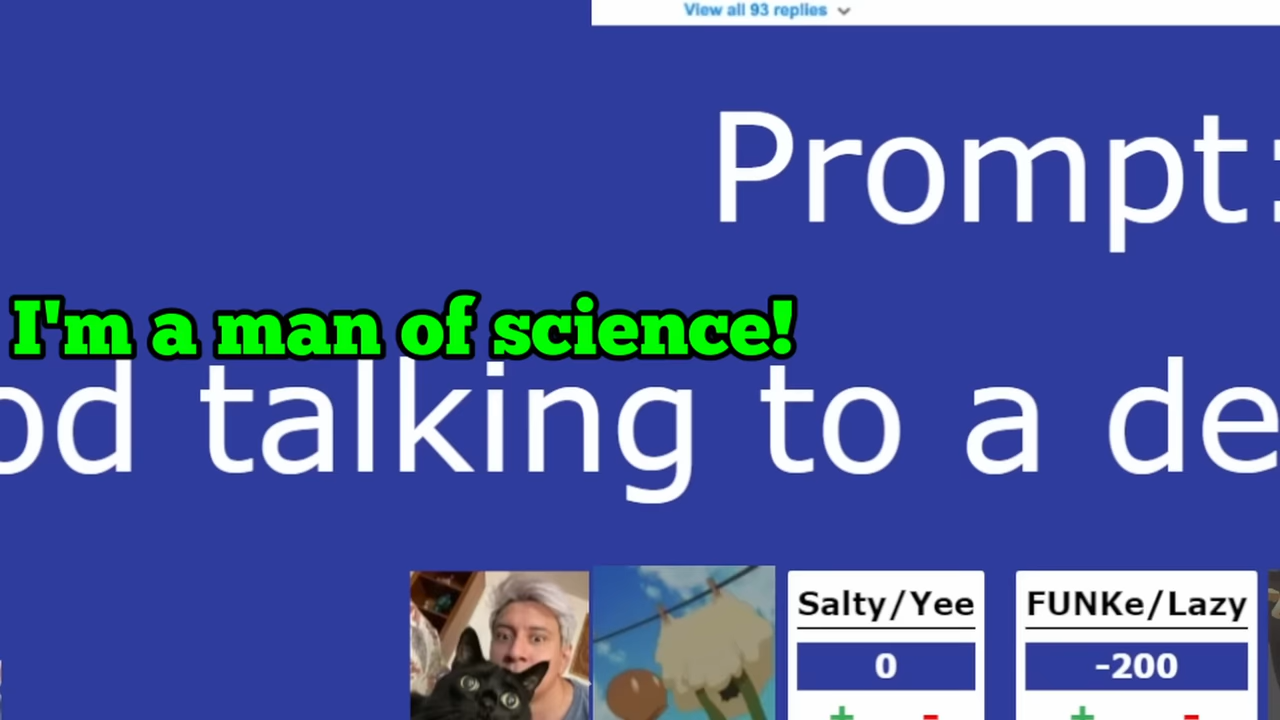 View all 93 replies
Prompt:
I'm a man of science!
od talking to a de
Salty/Yee
FUNKe/Lazy
0
-200
+ -
+ -